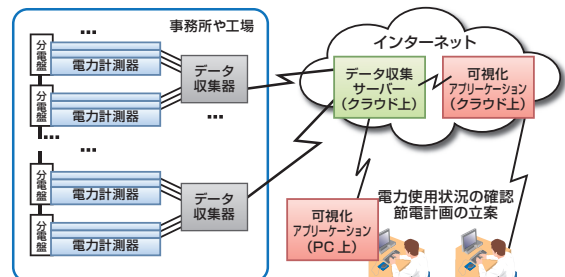 事務所や工場
…
分電盤
電力計測器
データ
収集器
分電盤
電力計測器
…
…
…
分電盤
電力計測器
データ
収集器
分電盤
電力計測器
インターネット
データ収集
サーバー
(クラウド上)
可視化
アプリケーション
(クラウド上)
電力使用状況の確認
節電計画の立案
可視化
アプリケーション
(PC 上)